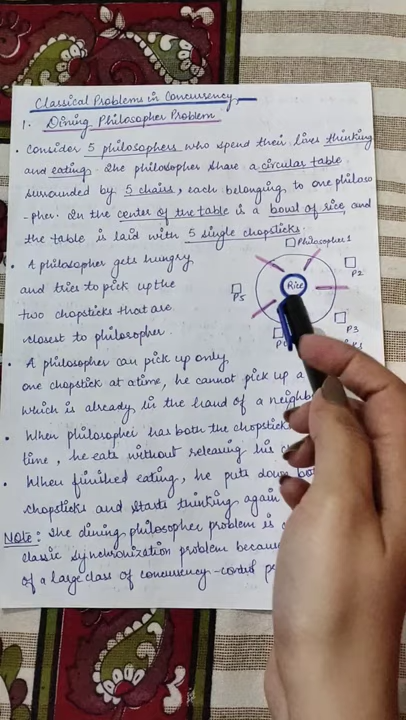 Classical Problems in Concurrency
1. Dining Philosopher Problem
• Consider 5 philosophers who spend their lives thinking
and eating. The philosopher share a circular table
surrounded by 5 chairs, each belonging to one philoso
-pher. In the center of the table is a bowl of rice, and
the table is laid with 5 single chopsticks.
Philosopher 1
• A philosopher gets hungry
and tries to pick up the
two chopsticks that are
closest to philosopher.
Rice
P2
P5
P3
• A philosopher can pick up only
one chopstick at a time, he cannot pick up a
which is already in the hand of a
• When philosopher has both the chopsticks
time, he eats without releasing his
• When finished eating, he puts down
chopsticks and starts thinking again
Note: The dining philosopher problem is
classic synchronization problem because
of a large class of concurrency-control